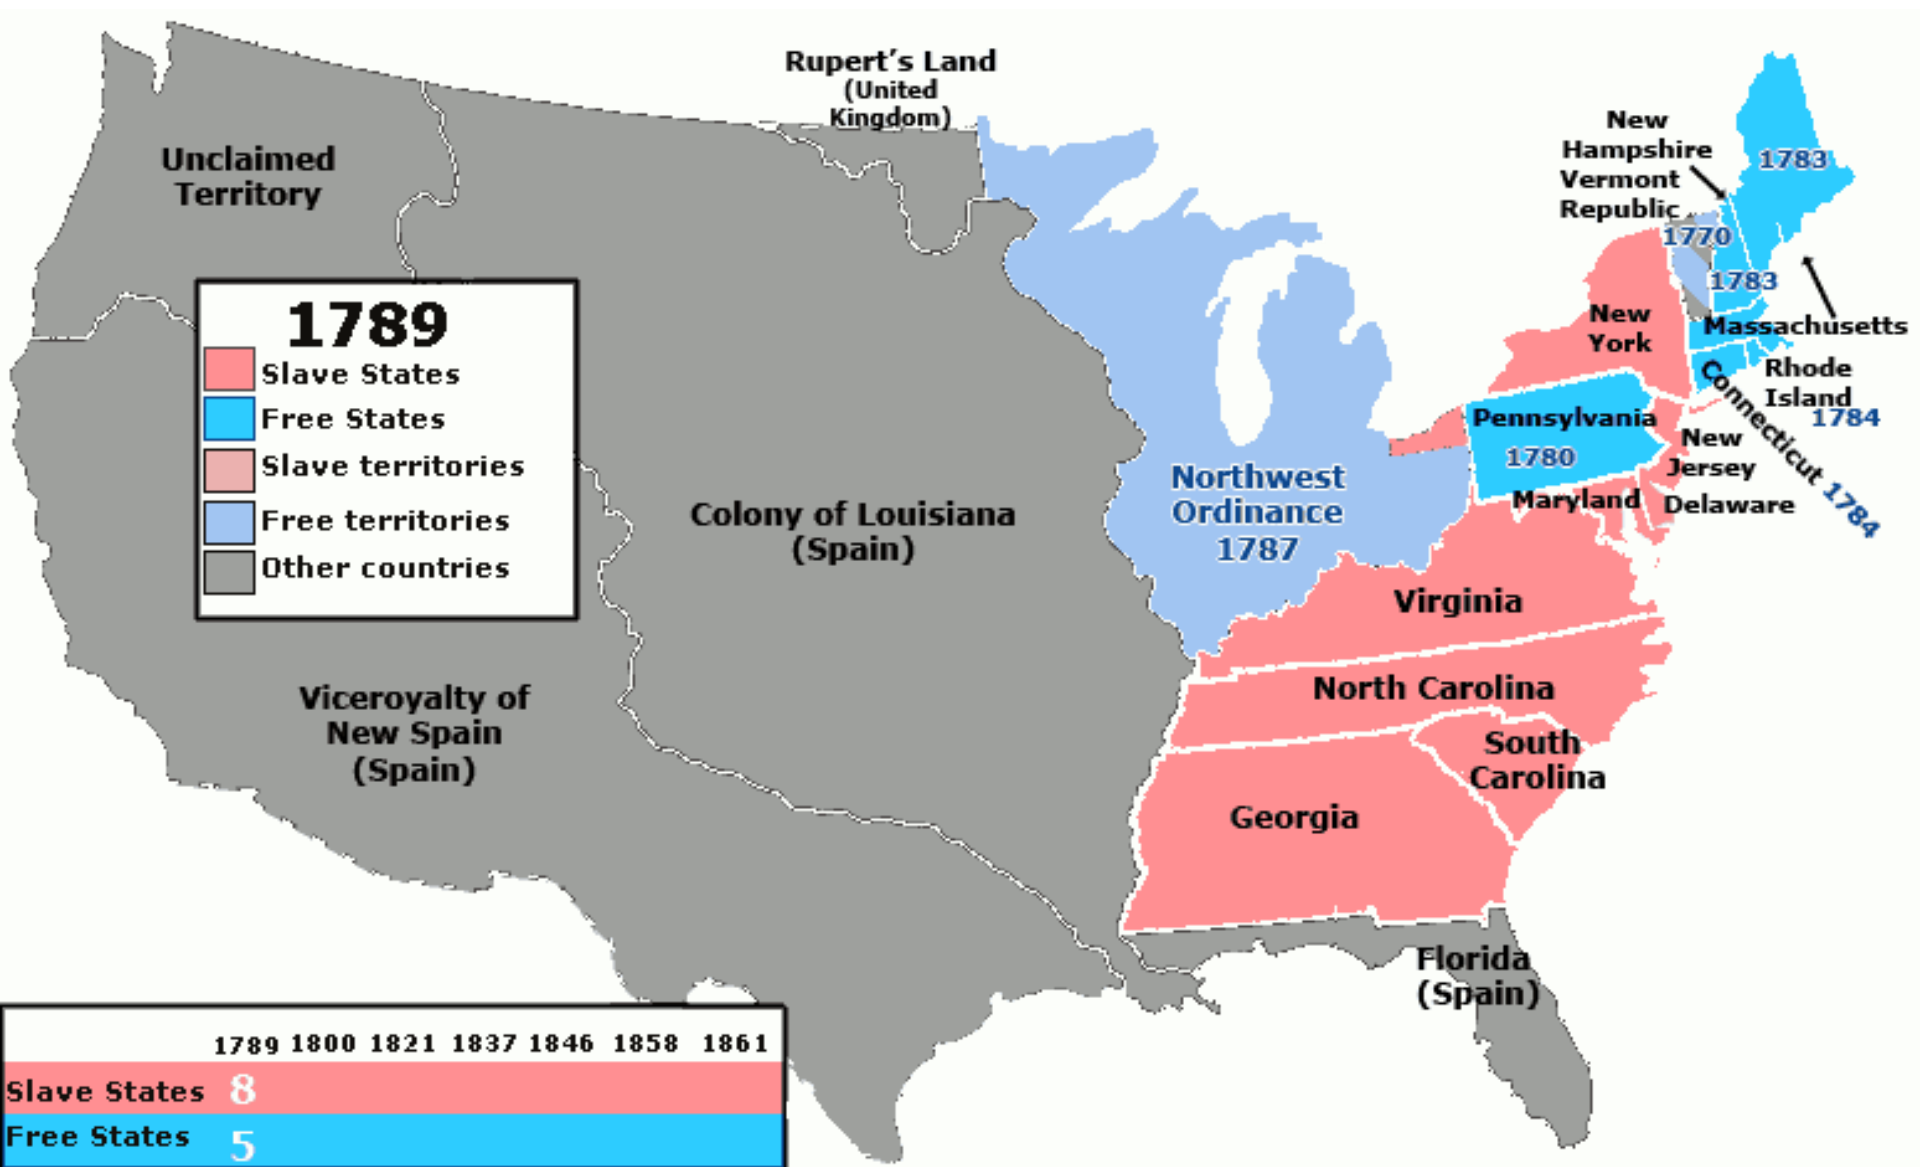 Rupert's Land
(United
Kingdom)
Unclaimed
Territory
New
Hampshire
Vermont
Republic
1783
1770
1783
1789
Slave States
Free States
Slave territories
Free territories
Other countries
New
York
Massachusetts
Rhode
Island
1784
Connecticut 1784
Pennsylvania
1780
New
Jersey
Maryland
Delaware
Northwest
Ordinance
1787
Colony of Louisiana
(Spain)
Virginia
Viceroyalty of
New Spain
(Spain)
North Carolina
South
Carolina
Georgia
Florida
(Spain)
1789 1800 1821 1837 1846 1858 1861
Slave States 8
Free States 5